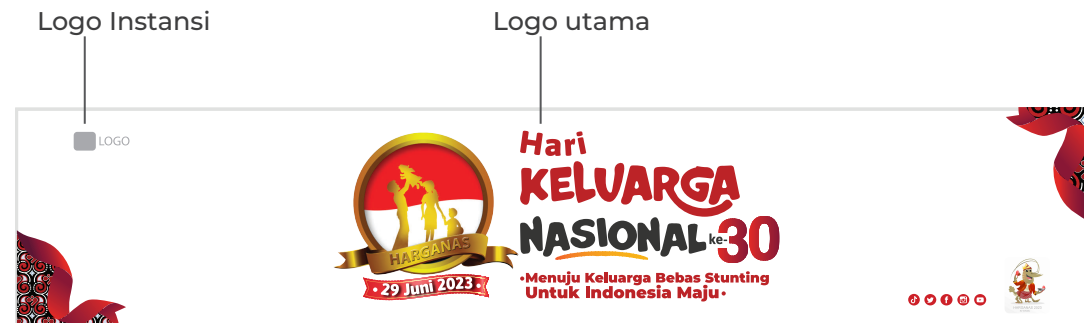 Logo Instansi
Logo utama
LOGO
Hari
KELUARGA
NASIONAL ke-30
HARGANAS
•29 Juni 2023•
•Menuju Keluarga Bebas Stunting
Untuk Indonesia Maju•